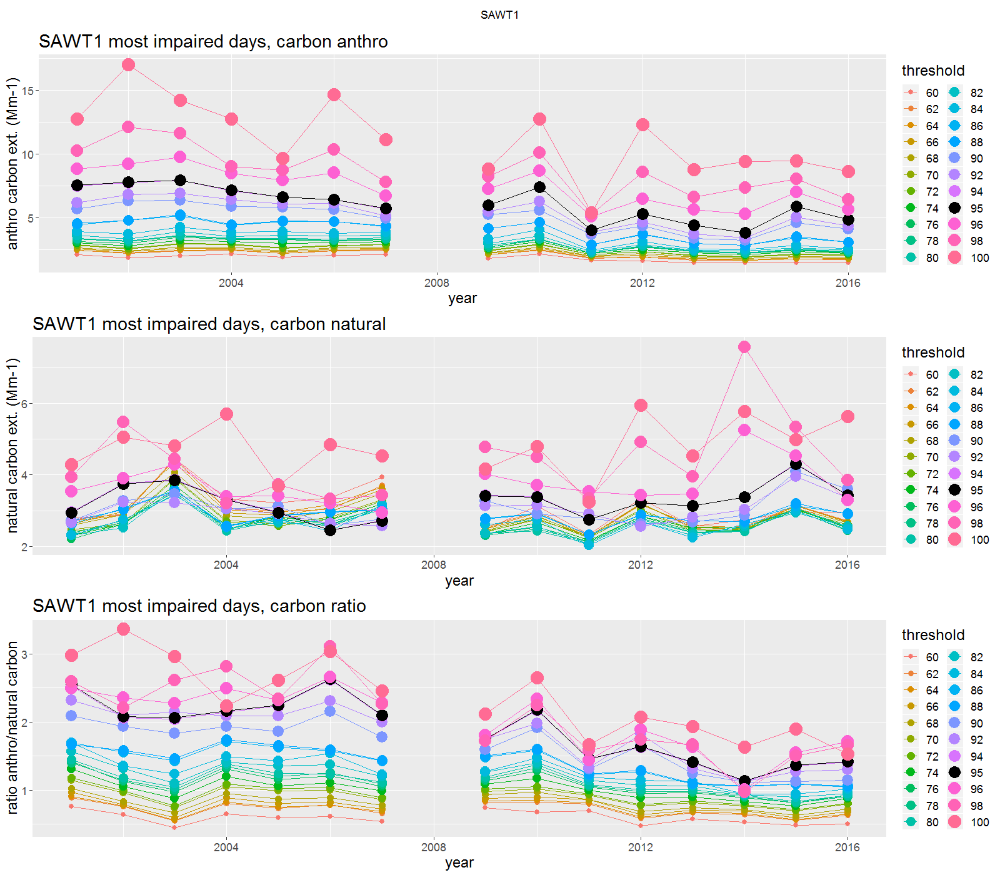 SAWT1
SAWT1 most impaired days, carbon anthro
anthro carbon ext. (Mm-1)
15
10
5
2004 2008 2012 2016
year
threshold
60 82
62 84
64 86
66 88
68 90
70 92
72 94
74 95
76 96
78 98
80 100
SAWT1 most impaired days, carbon natural
natural carbon ext. (Mm-1)
6
4
2
2004 2008 2012 2016
year
threshold
60 82
62 84
64 86
66 88
68 90
70 92
72 94
74 95
76 96
78 98
80 100
SAWT1 most impaired days, carbon ratio
ratio anthro/natural carbon
3
2
1
2004 2008 2012 2016
year
threshold
60 82
62 84
64 86
66 88
68 90
70 92
72 94
74 95
76 96
78 98
80 100